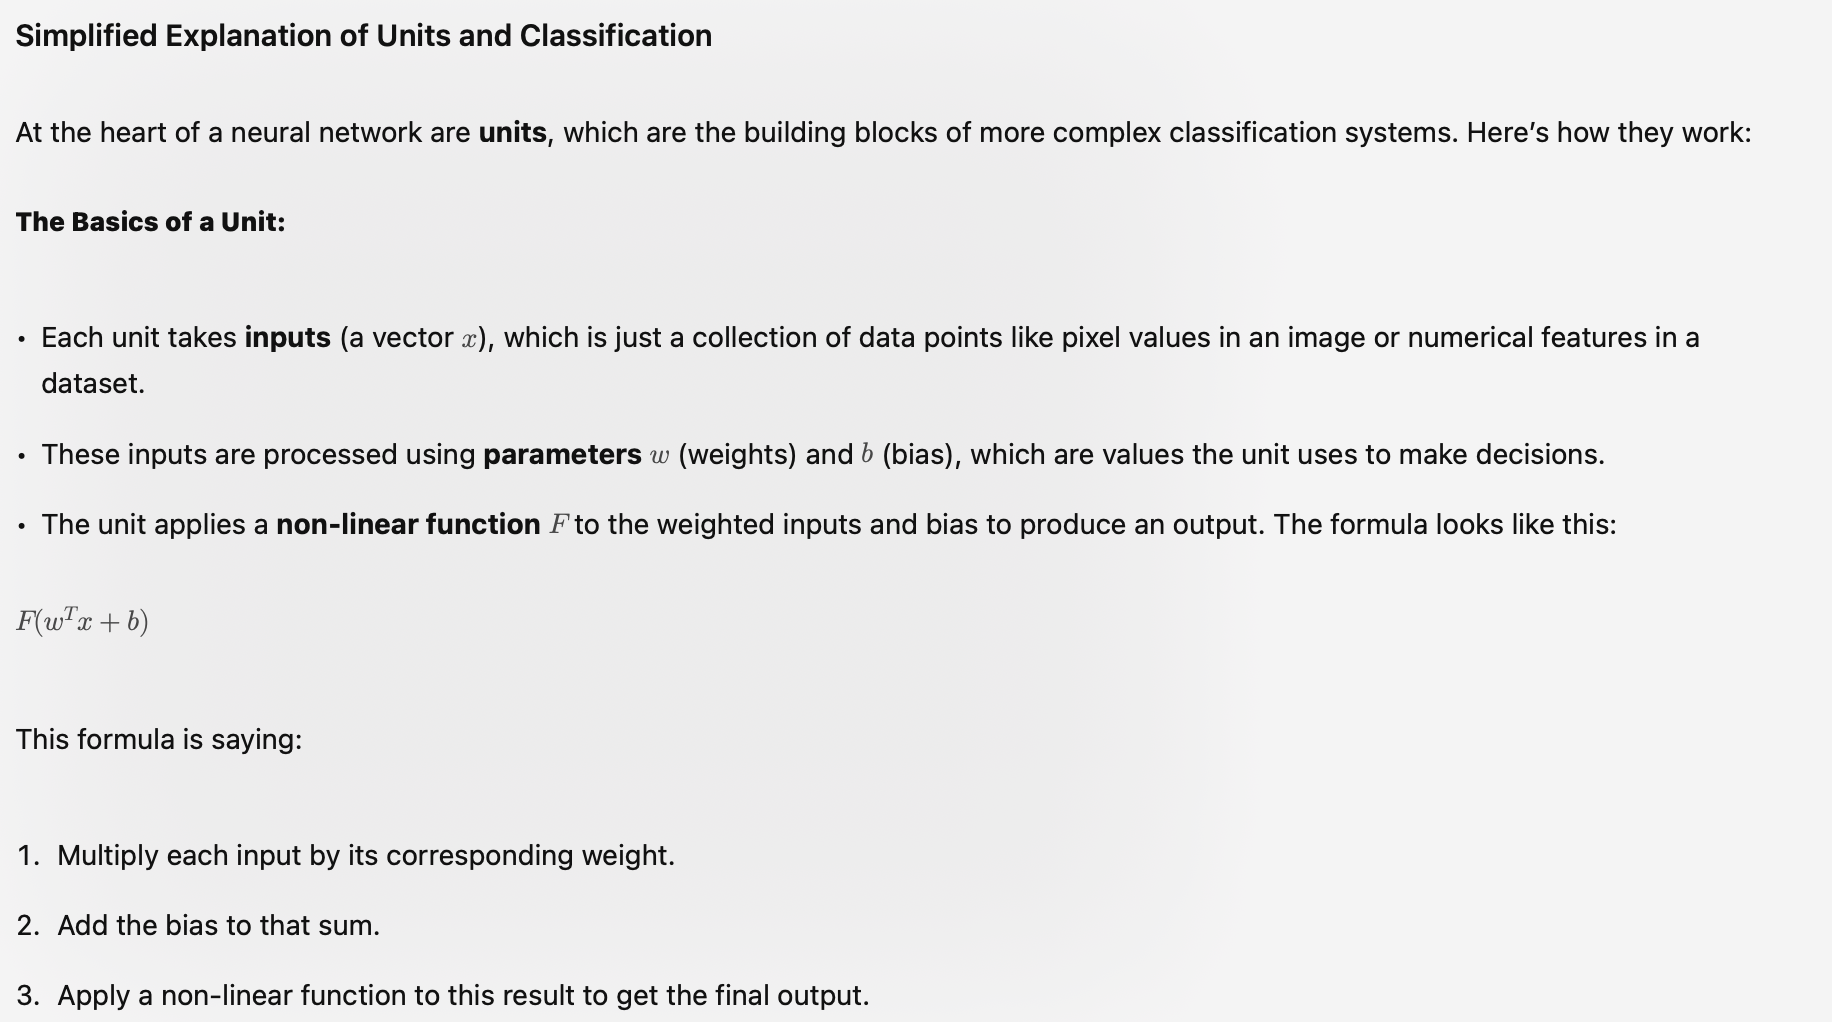 Simplified Explanation of Units and Classification
At the heart of a neural network are units, which are the building blocks of more complex classification systems. Here’s how they work:
The Basics of a Unit:
• Each unit takes inputs (a vector x), which is just a collection of data points like pixel values in an image or numerical features in a
dataset.
• These inputs are processed using parameters w (weights) and b (bias), which are values the unit uses to make decisions.
• The unit applies a non-linear function F to the weighted inputs and bias to produce an output. The formula looks like this:
F(wᵀx + b)
This formula is saying:
1. Multiply each input by its corresponding weight.
2. Add the bias to that sum.
3. Apply a non-linear function to this result to get the final output.